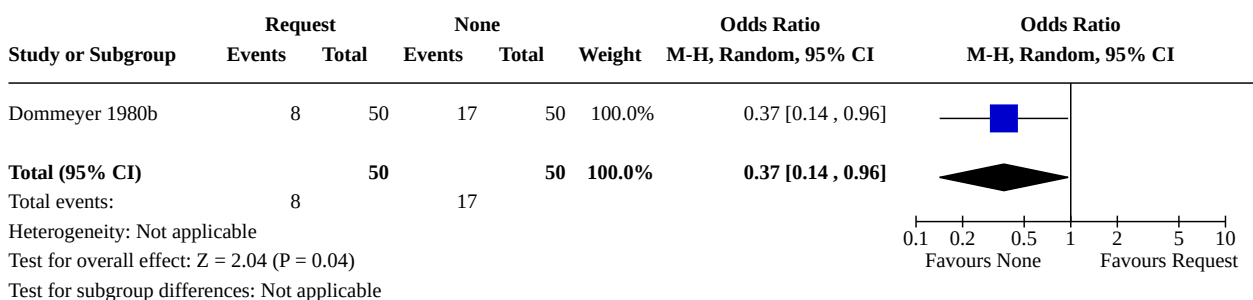 Request None Odds Ratio Odds Ratio
Study or Subgroup Events Total Events Total Weight M-H, Random, 95% CI M-H, Random, 95% CI
Dommeyer 1980b 8 50 17 50 100.0% 0.37 [0.14 , 0.96]
Total (95% CI) 50 50 100.0% 0.37 [0.14 , 0.96]
Total events: 8 17
Heterogeneity: Not applicable
0.1 0.2 0.5 1 2 5 10
Test for overall effect: Z = 2.04 (P = 0.04)
Favours None Favours Request
Test for subgroup differences: Not applicable